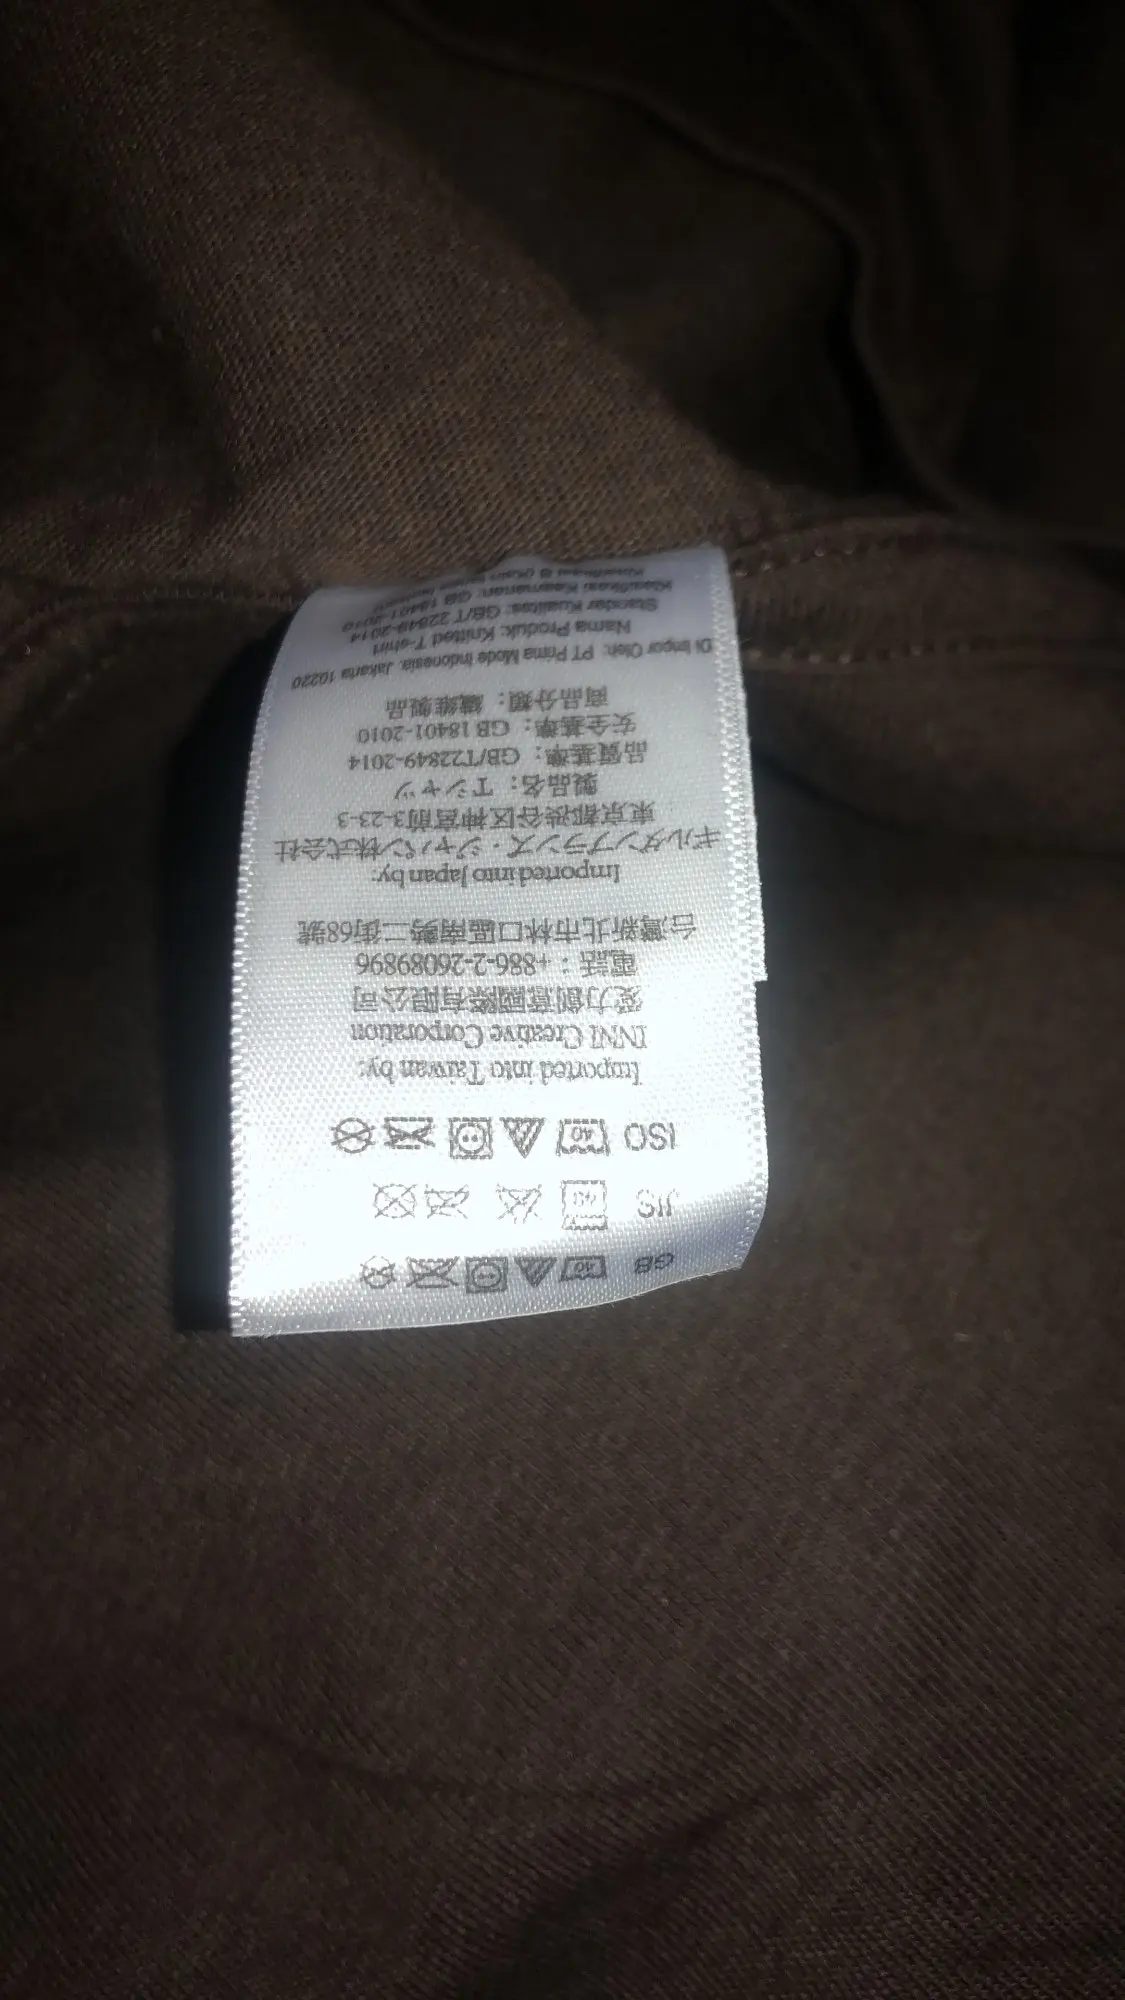 GB
JIS
ISO
Imported into Taiwan by:
INNI Creative Corporation
愛力創意國際有限公司
電話：+886-2-26089896
台灣新北市林口區南勢二街68號
Imported into Japan by:
ギルダンブランズ・ジャパン株式会社
東京都渋谷区神宮前3-23-3
製品名：Tシャツ
品質基準：GB/T22849-2014
安全基準：GB 18401-2010
商品分類：繊維製品
Di Impor Oleh: PT Prima Mode Indonesia, Jakarta 10220
Nama Produk: Knitted T-shirt
Standar Kualitas: GB/T 22849-2014
Klasifikasi Keamanan: GB 18401-2010
Klasifikasi